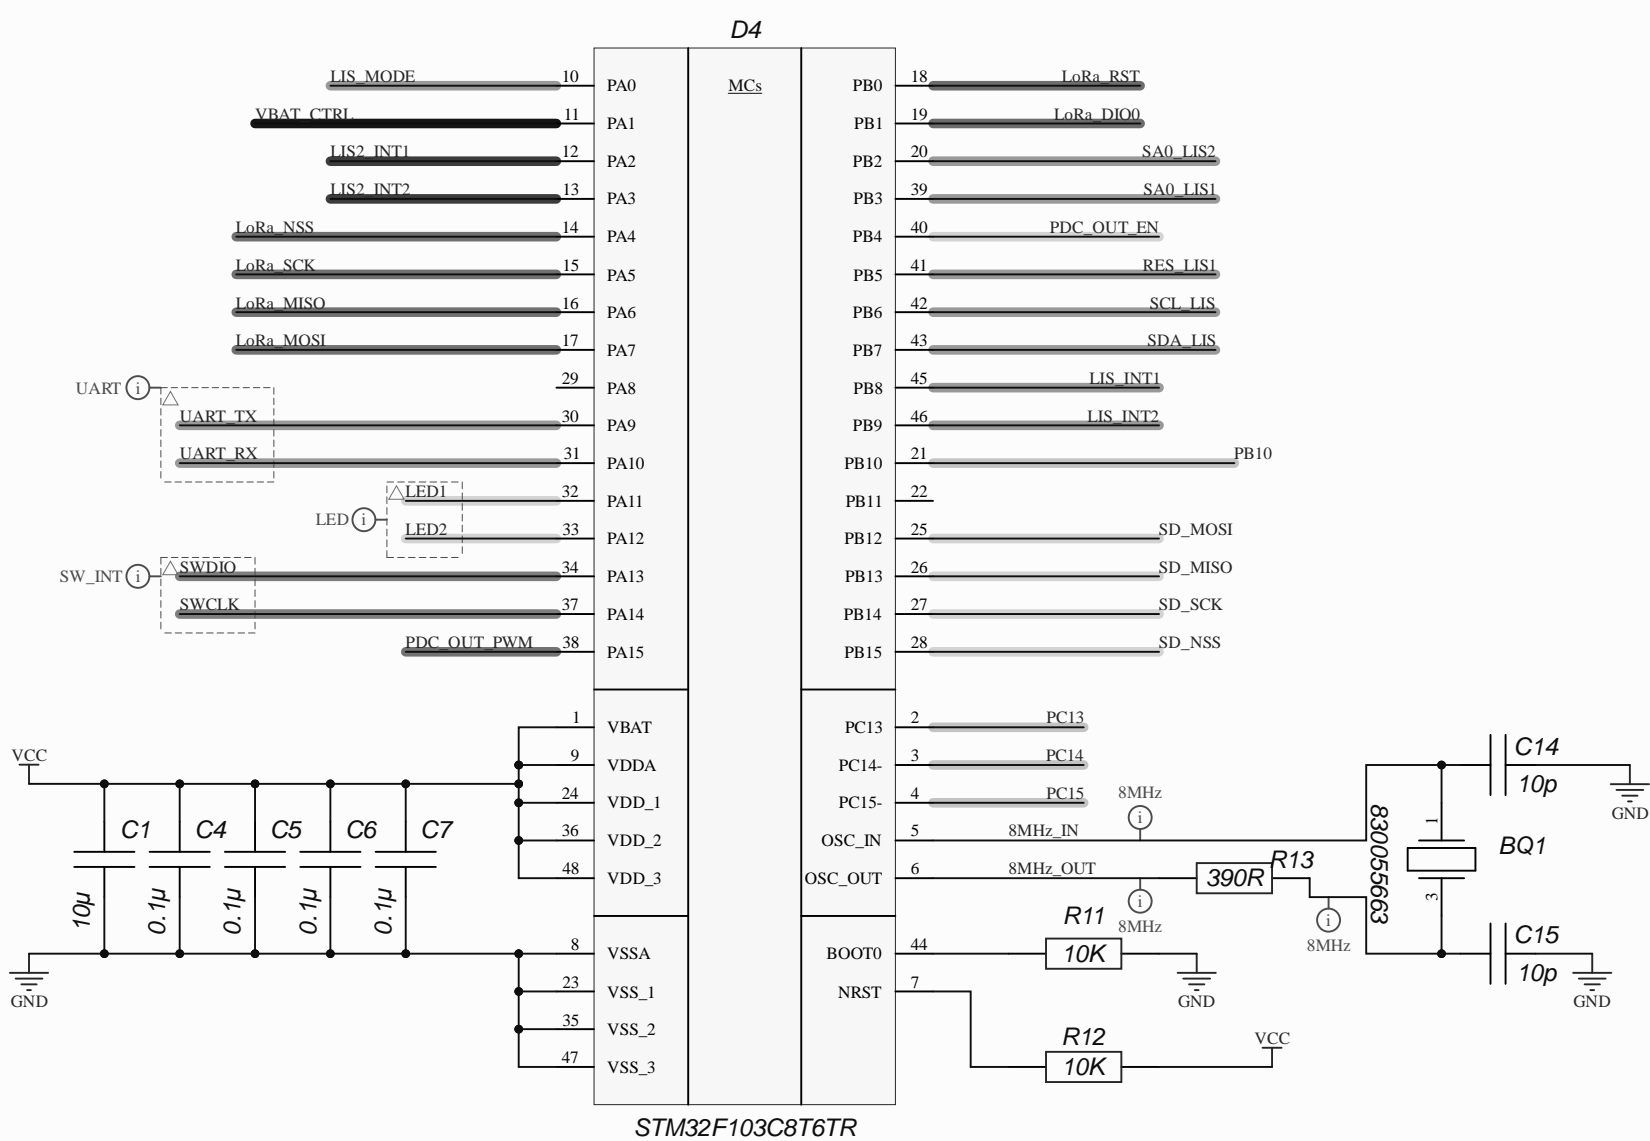 D4
MCs
LIS_MODE 10 PA0
VBAT_CTRL 11 PA1
LIS2_INT1 12 PA2
LIS2_INT2 13 PA3
LoRa_NSS 14 PA4
LoRa_SCK 15 PA5
LoRa_MISO 16 PA6
LoRa_MOSI 17 PA7
UART i 29 PA8
UART_TX 30 PA9
UART_RX 31 PA10
LED1 32 PA11
LED i
LED2 33 PA12
SW_INT i SWDIO 34 PA13
SWCLK 37 PA14
PDC_OUT_PWM 38 PA15
PB0 18 LoRa_RST
PB1 19 LoRa_DIO0
PB2 20 SA0_LIS2
PB3 39 SA0_LIS1
PB4 40 PDC_OUT_EN
PB5 41 RES_LIS1
PB6 42 SCL_LIS
PB7 43 SDA_LIS
PB8 45 LIS_INT1
PB9 46 LIS_INT2
PB10 21 PB10
PB11 22
PB12 25 SD_MOSI
PB13 26 SD_MISO
PB14 27 SD_SCK
PB15 28 SD_NSS
VCC
1 VBAT
9 VDDA
24 VDD_1
36 VDD_2
48 VDD_3
C1 C4 C5 C6 C7
10µ 0.1µ 0.1µ 0.1µ 0.1µ
8 VSSA
23 VSS_1
35 VSS_2
47 VSS_3
GND
PC13 2 PC13
PC14- 3 PC14
PC15- 4 PC15
8MHz
i
OSC_IN 5 8MHz_IN
OSC_OUT 6 8MHz_OUT
R13
390R
i
8MHz
i
8MHz
C14
10p
GND
830055663
1
BQ1
3
C15
10p
GND
R11
BOOT0 44 10K
GND
NRST 7
R12
10K
VCC
STM32F103C8T6TR